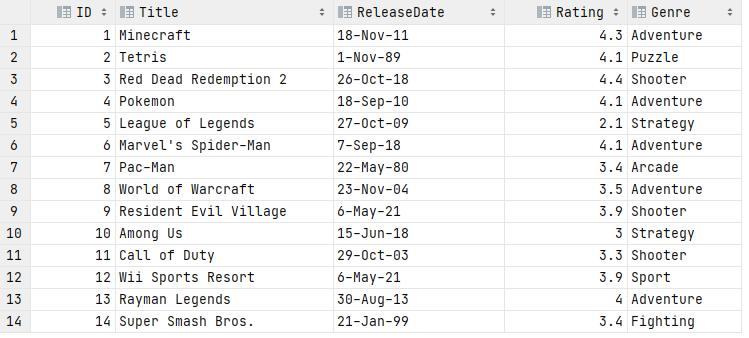 ID Title ReleaseDate Rating Genre
1 1 Minecraft 18-Nov-11 4.3 Adventure
2 2 Tetris 1-Nov-89 4.1 Puzzle
3 3 Red Dead Redemption 2 26-Oct-18 4.4 Shooter
4 4 Pokemon 18-Sep-10 4.1 Adventure
5 5 League of Legends 27-Oct-09 2.1 Strategy
6 6 Marvel's Spider-Man 7-Sep-18 4.1 Adventure
7 7 Pac-Man 22-May-80 3.4 Arcade
8 8 World of Warcraft 23-Nov-04 3.5 Adventure
9 9 Resident Evil Village 6-May-21 3.9 Shooter
10 10 Among Us 15-Jun-18 3 Strategy
11 11 Call of Duty 29-Oct-03 3.3 Shooter
12 12 Wii Sports Resort 6-May-21 3.9 Sport
13 13 Rayman Legends 30-Aug-13 4 Adventure
14 14 Super Smash Bros. 21-Jan-99 3.4 Fighting